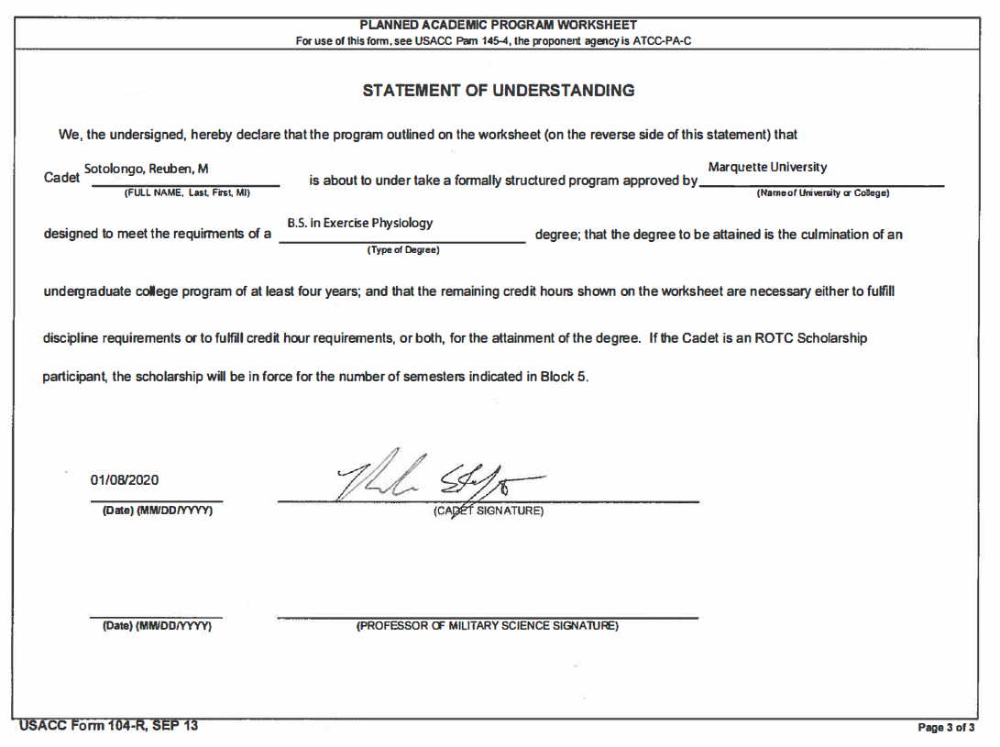 PLANNED ACADEMIC PROGRAM WORKSHEET
For use of this form, see USACC Pam 145-4, the proponent agency is ATCC-PA-C
STATEMENT OF UNDERSTANDING
We, the undersigned, hereby declare that the program outlined on the worksheet (on the reverse side of this statement) that
Cadet Sotolongo, Reuben, M is about to under take a formally structured program approved by Marquette University
(FULL NAME, Last, First, MI) (Name of University or College)
designed to meet the requirments of a B.S. in Exercise Physiology degree; that the degree to be attained is the culmination of an
(Type of Degree)
undergraduate college program of at least four years; and that the remaining credit hours shown on the worksheet are necessary either to fulfill
discipline requirements or to fulfill credit hour requirements, or both, for the attainment of the degree. If the Cadet is an ROTC Scholarship
participant, the scholarship will be in force for the number of semesters indicated in Block 5.
01/08/2020
(Date) (MM/DD/YYYY) (CADET SIGNATURE)
(Date) (MM/DD/YYYY) (PROFESSOR OF MILITARY SCIENCE SIGNATURE)
USACC Form 104-R, SEP 13 Page 3 of 3